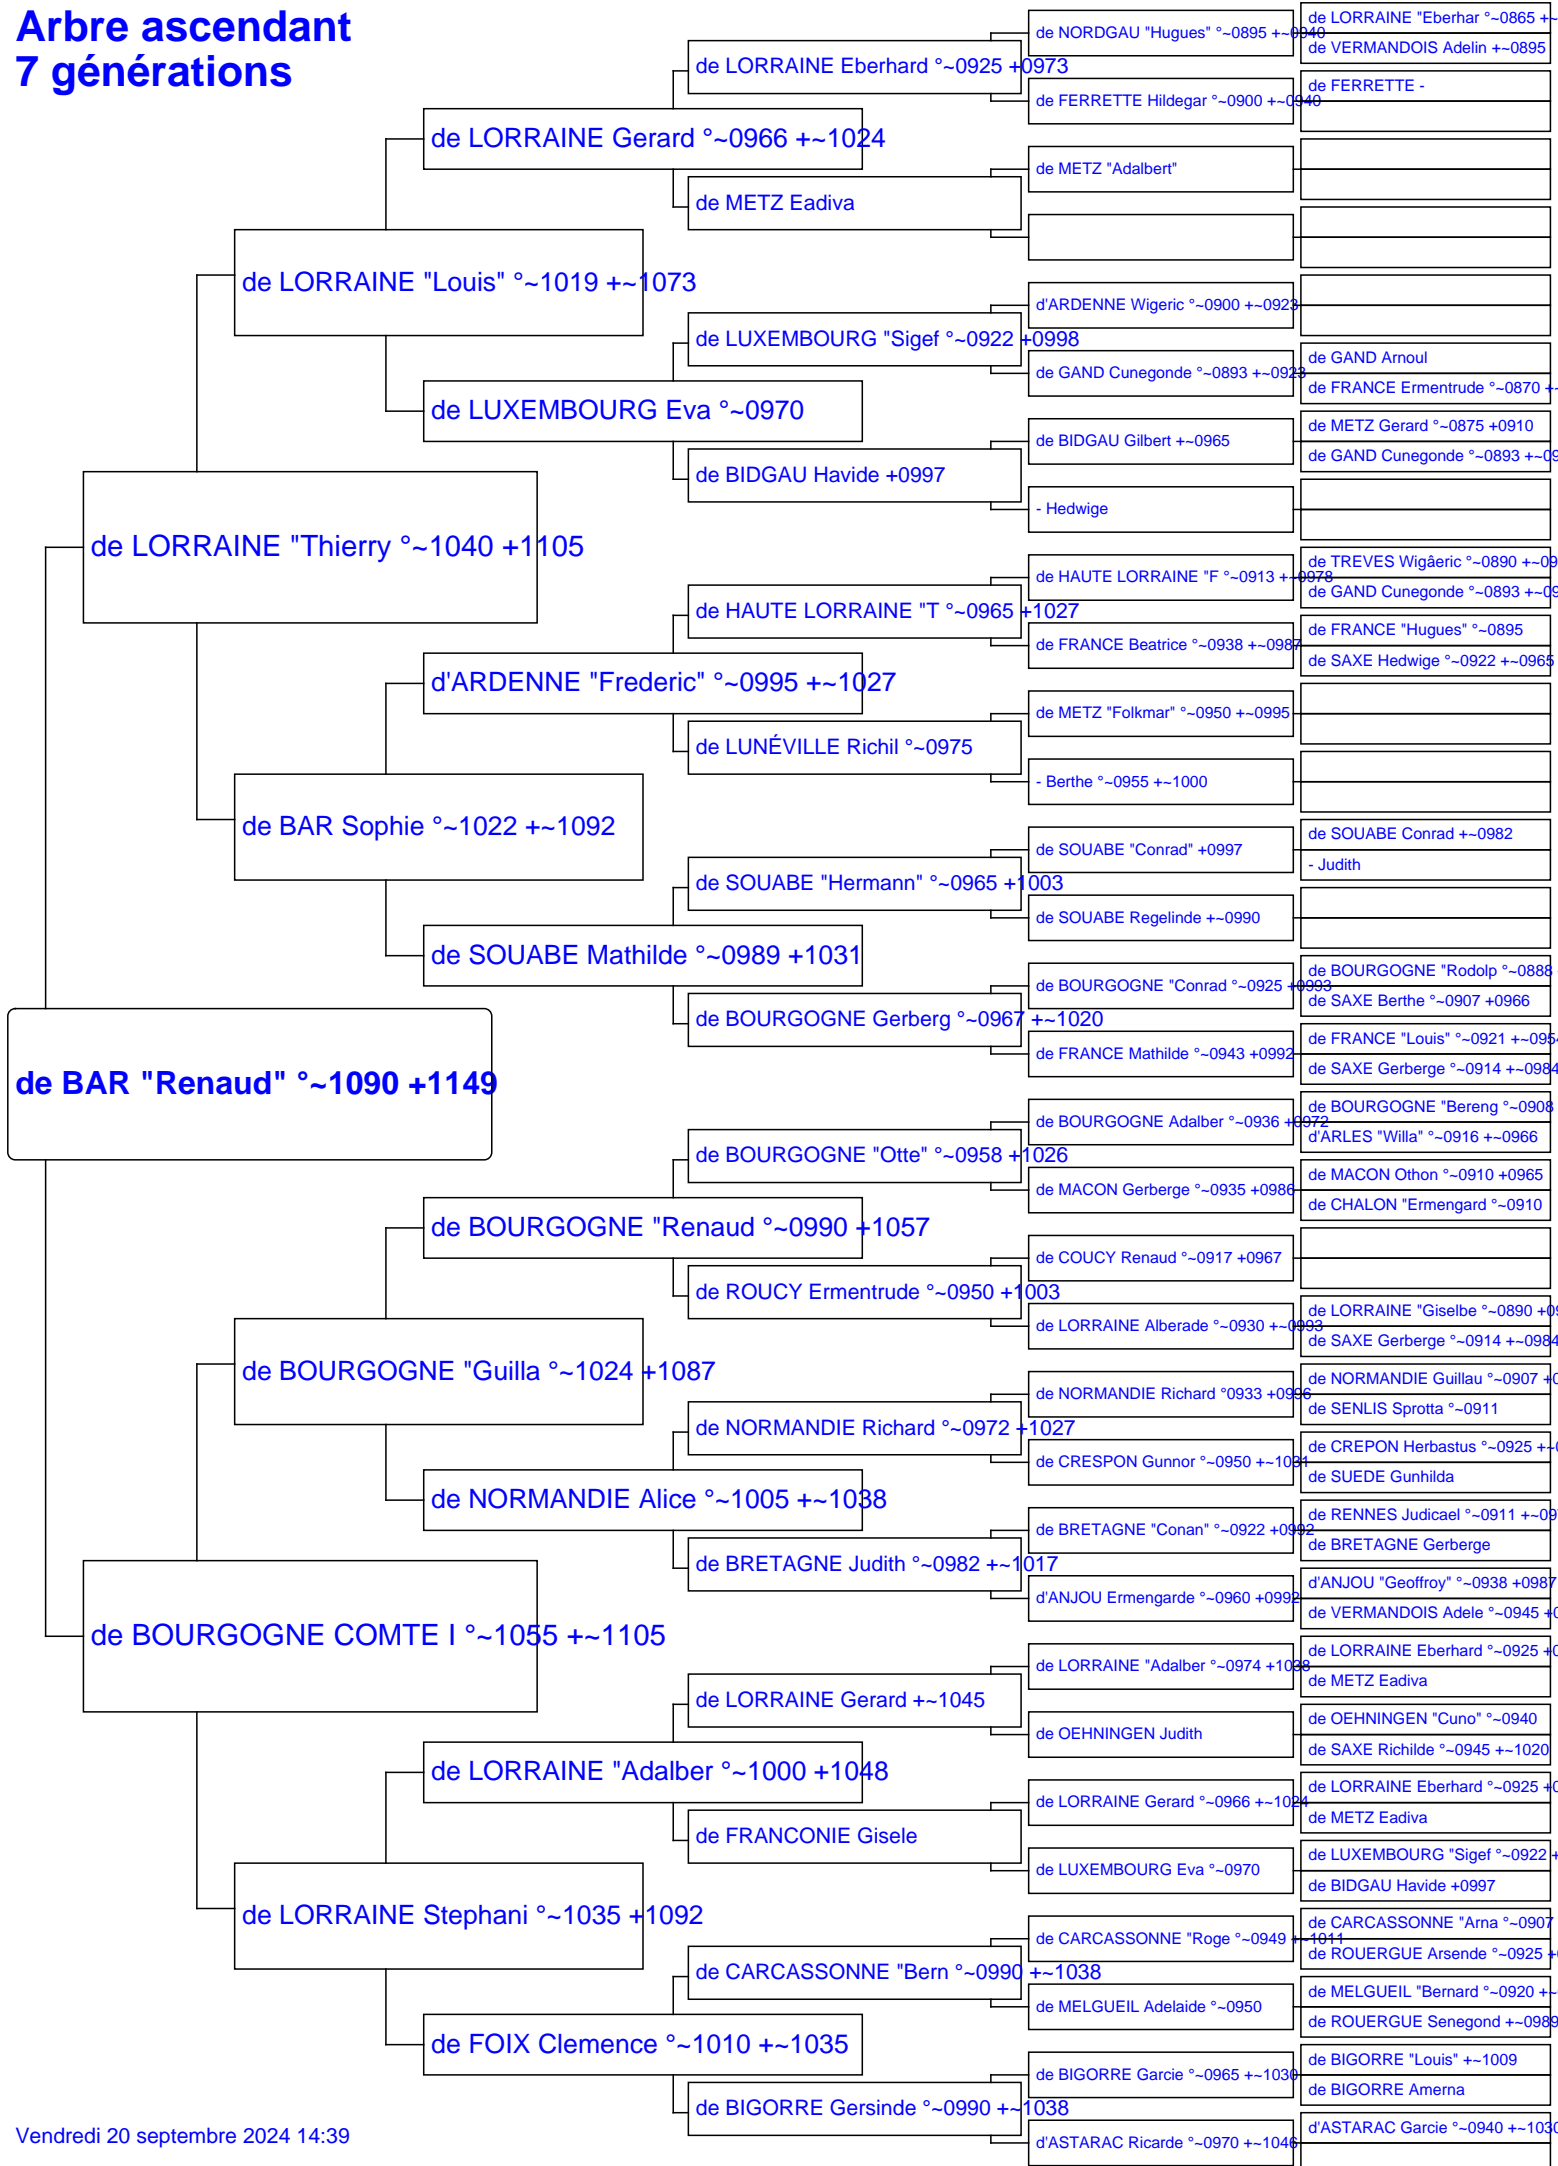 Arbre ascendant
7 générations
de BAR "Renaud" °~1090 +1149
de LORRAINE "Thierry °~1040 +1105
de BOURGOGNE COMTE I °~1055 +~1105
de LORRAINE "Louis" °~1019 +~1073
de BAR Sophie °~1022 +~1092
de BOURGOGNE "Guilla °~1024 +1087
de LORRAINE Stephani °~1035 +1092
de LORRAINE Gerard °~0966 +~1024
de LUXEMBOURG Eva °~0970
d'ARDENNE "Frederic" °~0995 +~1027
de SOUABE Mathilde °~0989 +1031
de BOURGOGNE "Renaud °~0990 +1057
de NORMANDIE Alice °~1005 +~1038
de LORRAINE "Adalber °~1000 +1048
de FOIX Clemence °~1010 +~1035
de LORRAINE Eberhard °~0925 +0973
de METZ Eadiva
de LUXEMBOURG "Sigef °~0922 +0998
de BIDGAU Havide +0997
de HAUTE LORRAINE "T °~0965 +1027
de LUNÉVILLE Richil °~0975
de SOUABE "Hermann" °~0965 +1003
de BOURGOGNE Gerberg °~0967 +~1020
de BOURGOGNE "Otte" °~0958 +1026
de ROUCY Ermentrude °~0950 +1003
de NORMANDIE Richard °~0972 +1027
de BRETAGNE Judith °~0982 +~1017
de LORRAINE Gerard +~1045
de FRANCONIE Gisele
de CARCASSONNE "Bern °~0990 +~1038
de BIGORRE Gersinde °~0990 +~1038
de NORDGAU "Hugues" °~0895 +~0940
de FERRETTE Hildegar °~0900 +~0940
de METZ "Adalbert"
d'ARDENNE Wigeric °~0900 +~0923
de GAND Cunegonde °~0893 +~0923
de BIDGAU Gilbert +~0965
- Hedwige
de HAUTE LORRAINE "F °~0913 +~0978
de FRANCE Beatrice °~0938 +~0987
de METZ "Folkmar" °~0950 +~0995
- Berthe °~0955 +~1000
de SOUABE "Conrad" +0997
de SOUABE Regelinde +~0990
de BOURGOGNE "Conrad °~0925 +0993
de FRANCE Mathilde °~0943 +0992
de BOURGOGNE Adalber °~0936 +0972
de MACON Gerberge °~0935 +0986
de COUCY Renaud °~0917 +0967
de LORRAINE Alberade °~0930 +~0993
de NORMANDIE Richard °0933 +0996
de CRESPON Gunnor °~0950 +~1031
de BRETAGNE "Conan" °~0922 +0992
d'ANJOU Ermengarde °~0960 +0992
de LORRAINE "Adalber °~0974 +1038
de OEHNINGEN Judith
de LORRAINE Gerard °~0966 +~1024
de LUXEMBOURG Eva °~0970
de CARCASSONNE "Roge °~0949 +~1011
de MELGUEIL Adelaide °~0950
de BIGORRE Garcie °~0965 +~1030
d'ASTARAC Ricarde °~0970 +~1046
de LORRAINE "Eberhar °~0865 +~
de VERMANDOIS Adelin +~0895
de FERRETTE -
de GAND Arnoul
de FRANCE Ermentrude °~0870 +~
de METZ Gerard °~0875 +0910
de GAND Cunegonde °~0893 +~09
de TREVES Wigâeric °~0890 +~09
de GAND Cunegonde °~0893 +~09
de FRANCE "Hugues" °~0895
de SAXE Hedwige °~0922 +~0965
de SOUABE Conrad +~0982
- Judith
de BOURGOGNE "Rodolp °~0888
de SAXE Berthe °~0907 +0966
de FRANCE "Louis" °~0921 +~0954
de SAXE Gerberge °~0914 +~0984
de BOURGOGNE "Bereng °~0908
d'ARLES "Willa" °~0916 +~0966
de MACON Othon °~0910 +0965
de CHALON "Ermengard °~0910
de LORRAINE "Giselbe °~0890 +09
de SAXE Gerberge °~0914 +~0984
de NORMANDIE Guillau °~0907 +0
de SENLIS Sprotta °~0911
de CREPON Herbastus °~0925 +~0
de SUEDE Gunhilda
de RENNES Judicael °~0911 +~09
de BRETAGNE Gerberge
d'ANJOU "Geoffroy" °~0938 +0987
de VERMANDOIS Adele °~0945 +0
de LORRAINE Eberhard °~0925 +0
de METZ Eadiva
de OEHNINGEN "Cuno" °~0940
de SAXE Richilde °~0945 +~1020
de LORRAINE Eberhard °~0925 +0
de METZ Eadiva
de LUXEMBOURG "Sigef °~0922 +
de BIDGAU Havide +0997
de CARCASSONNE "Arna °~0907
de ROUERGUE Arsende °~0925 +
de MELGUEIL "Bernard °~0920 +~
de ROUERGUE Senegond +~0989
de BIGORRE "Louis" +~1009
de BIGORRE Amerna
d'ASTARAC Garcie °~0940 +~1030
Vendredi 20 septembre 2024 14:39